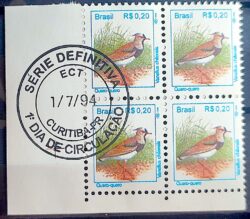 Brasil R$ 0,20
Quero-quero
Brasil R$ 0,20
Quero-quero
Brasil R$0,20
Quero-quero
Brasil R$0,20
Quero-quero
SÉRIE DEFINITIVA
ECT
1/7/94
CURITIBA-PR
1º DIA DE CIRCULAÇÃO